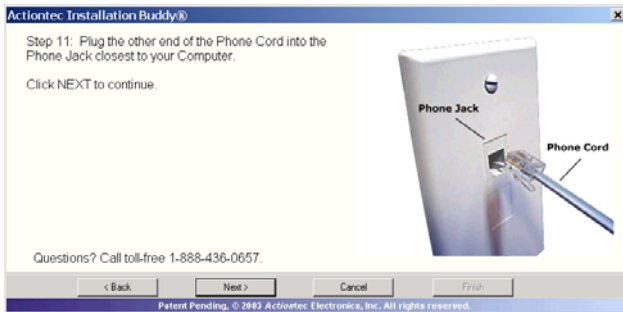 Actiontec Installation Buddy®
Step 11: Plug the other end of the Phone Cord into the
Phone Jack closest to your Computer.
Click NEXT to continue.
Phone Jack
Phone Cord
Questions? Call toll-free 1-888-436-0657.
< Back
Next >
Cancel
Finish
Patent Pending, © 2003 Actiontec Electronics, Inc. All rights reserved.